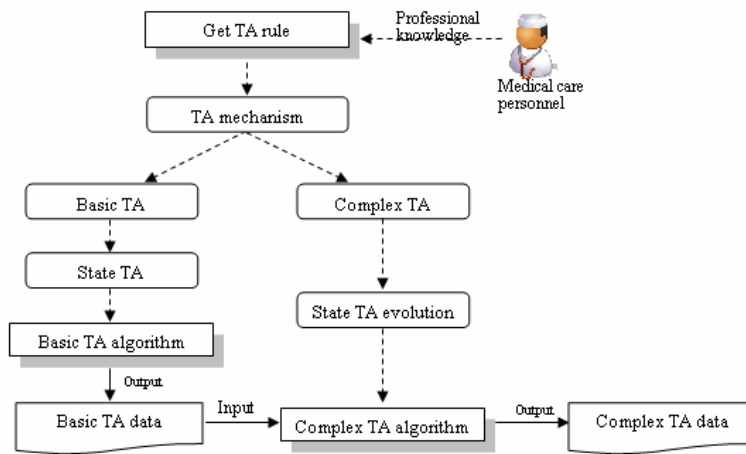 Professional
knowledge
Get TA rule
Medical care
personnel
TA mechanism
Basic TA
Complex TA
State TA
State TA evolution
Basic TA algorithm
Output
Basic TA data
Input
Complex TA algorithm
Output
Complex TA data